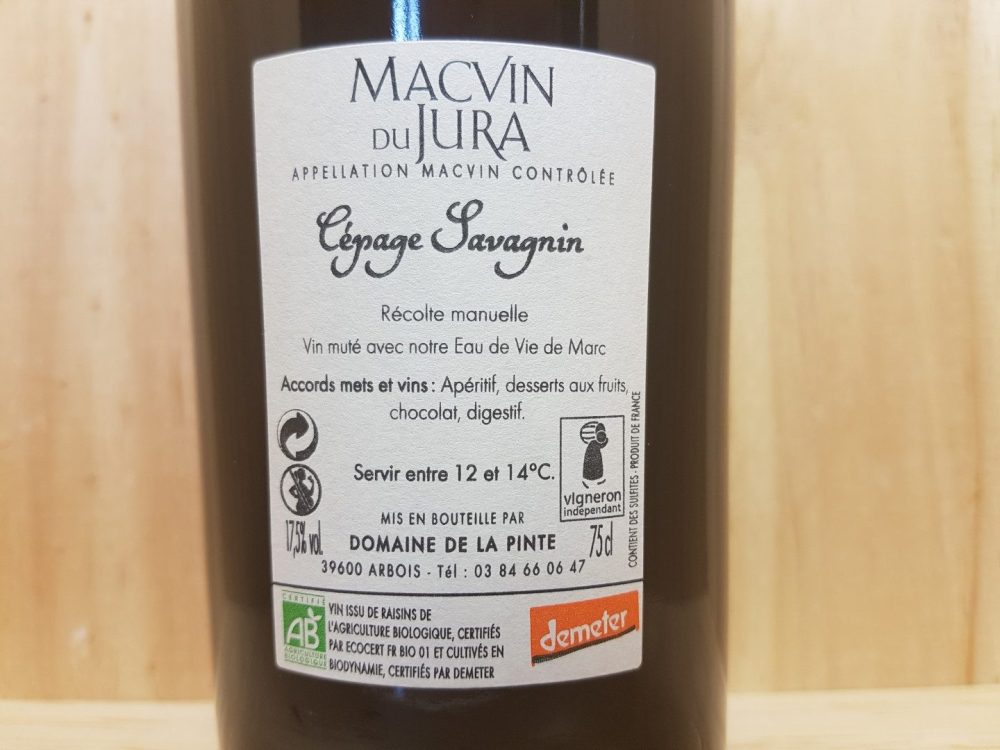 MACVIN
DU JURA
APPELLATION MACVIN CONTRÔLÉE
Cépage Savagnin
Récolte manuelle
Vin muté avec notre Eau de Vie de Marc
Accords mets et vins : Apéritif, desserts aux fruits,
chocolat, digestif.
Servir entre 12 et 14°C.
vigneron
indépendant
CONTIENT DES SULFITES - PRODUIT DE FRANCE
MIS EN BOUTEILLE PAR
17,5% vol.
DOMAINE DE LA PINTE
75cl
39600 ARBOIS - Tél : 03 84 66 06 47
CERTIFIÉ
AB
AGRICULTURE
BIOLOGIQUE
VIN ISSU DE RAISINS DE
L'AGRICULTURE BIOLOGIQUE, CERTIFIÉS
PAR ECOCERT FR BIO 01 ET CULTIVÉS EN
BIODYNAMIE, CERTIFIÉS PAR DEMETER
demeter